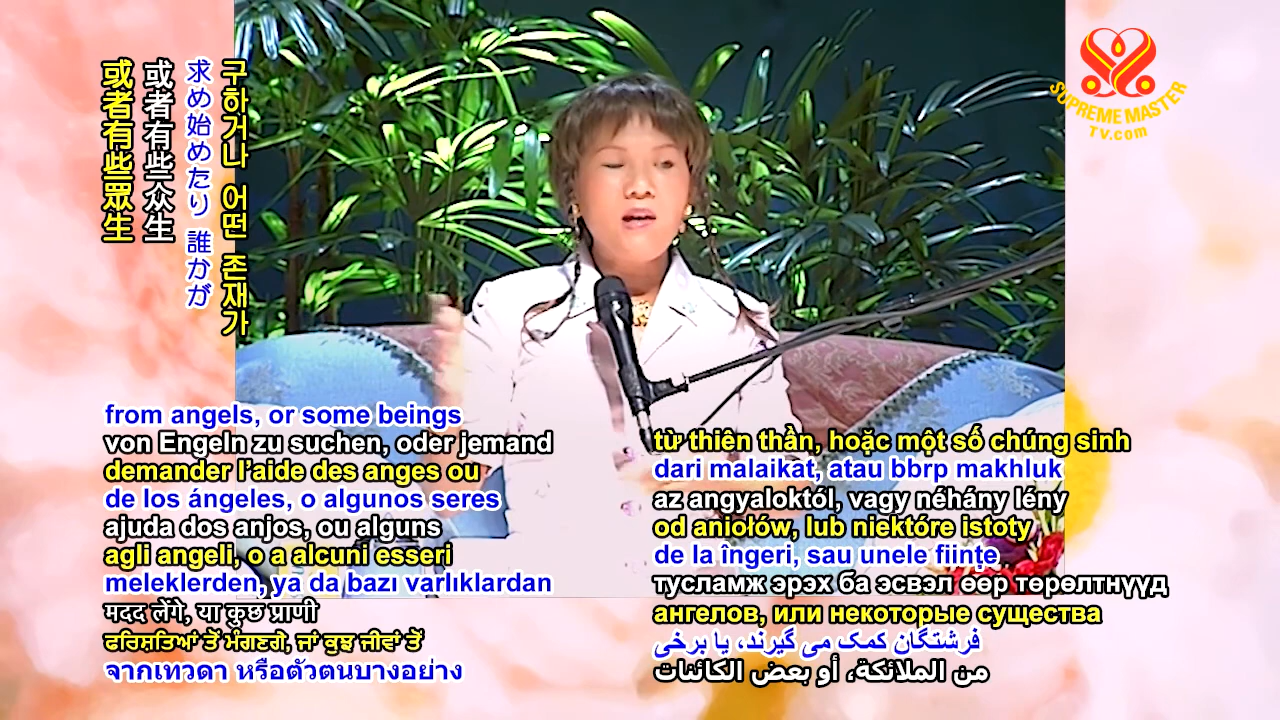 或者有些眾生
或者有些众生
求め始めたり 誰かが
구하거나 어떤 존재가
SUPREME MASTER
TV.com
from angels, or some beings
von Engeln zu suchen, oder jemand
demander l'aide des anges ou
de los ángeles, o algunos seres
ajuda dos anjos, ou alguns
agli angeli, o a alcuni esseri
meleklerden, ya da bazı varlıklardan
मदद लेंगे, या कुछ प्राणी
ਫਰਿਸ਼ਤਿਆਂ ਤੋਂ ਮੰਗਣਗੇ, ਜਾਂ ਕੁਝ ਜੀਵਾਂ ਤੋਂ
จากเทวดา หรือตัวตนบางอย่าง
từ thiên thần, hoặc một số chúng sinh
dari malaikat, atau bbrp makhluk
az angyaloktól, vagy néhány lény
od aniołów, lub niektóre istoty
de la îngeri, sau unele ființe
тусламж эрэх ба эсвэл өөр төрөлтнүүд
ангелов, или некоторые существа
فرشتگان کمک می گیرند، یا برخی
من الملائكة، أو بعض الكائنات